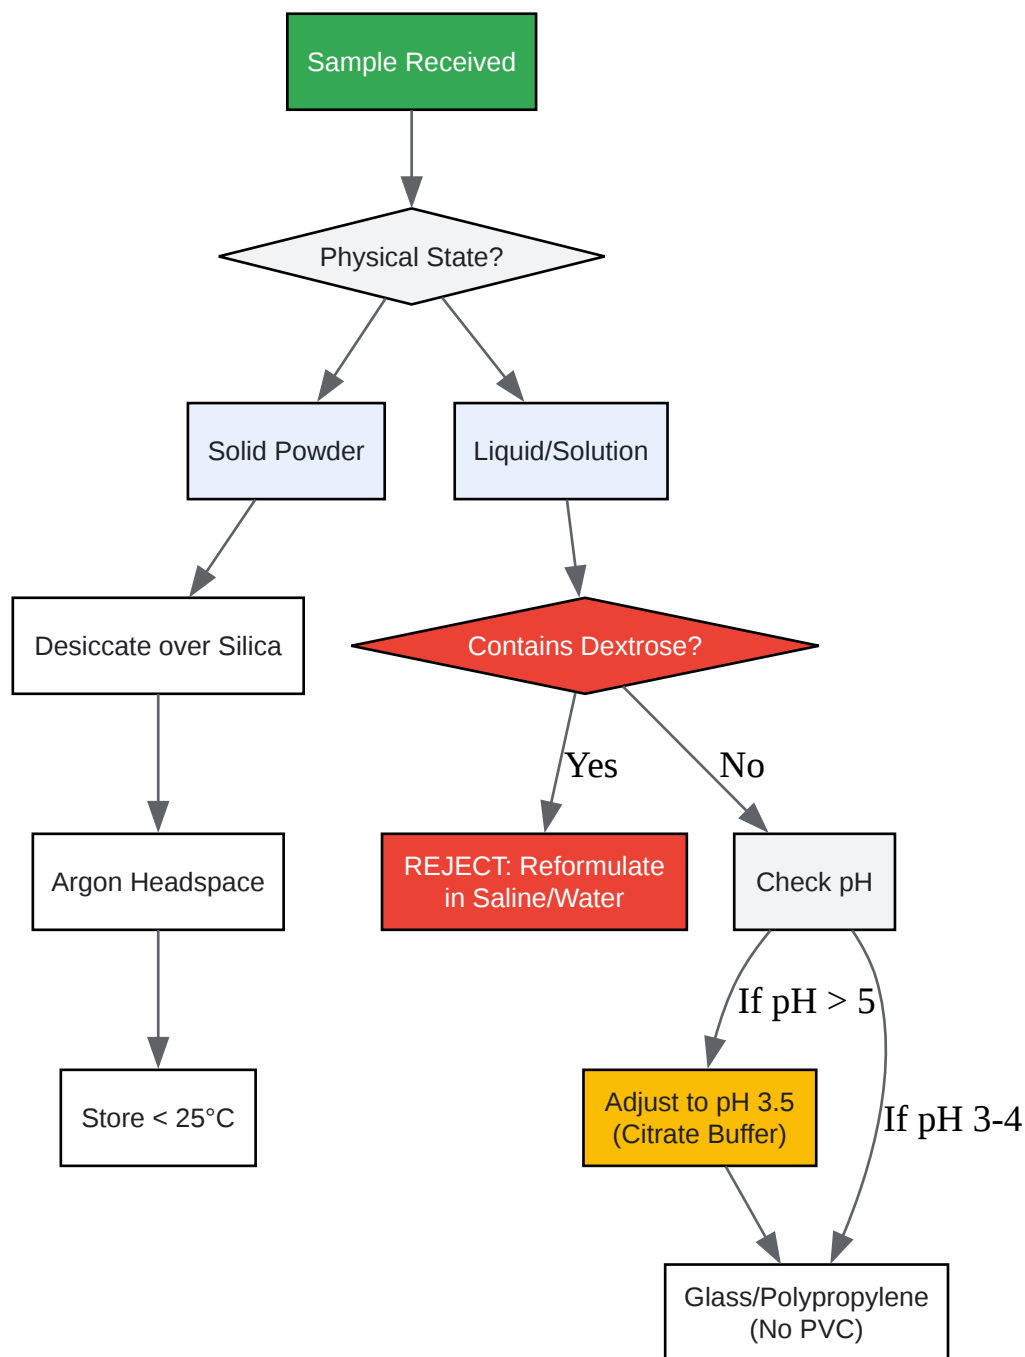 Sample Received
Physical State?
Solid Powder
Liquid/Solution
Desiccate over Silica
Contains Dextrose?
Yes
No
Argon Headspace
REJECT: Reformulate
in Saline/Water
Check pH
If pH > 5
Store < 25°C
Adjust to pH 3.5
(Citrate Buffer)
If pH 3-4
Glass/Polypropylene
(No PVC)